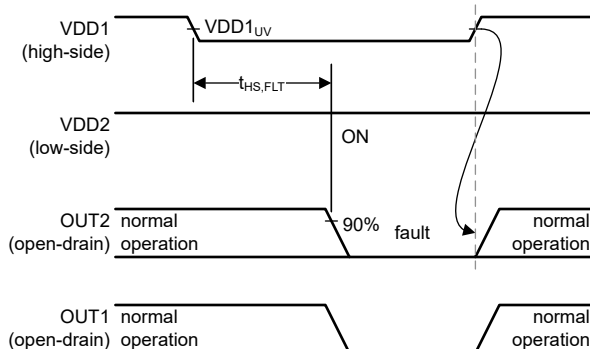 VDD1
(high-side)
VDD1UV
tHS,FLT
VDD2
(low-side)
ON
OUT2
(open-drain)
normal
operation
90%
fault
normal
operation
OUT1
(open-drain)
normal
operation
normal
operation